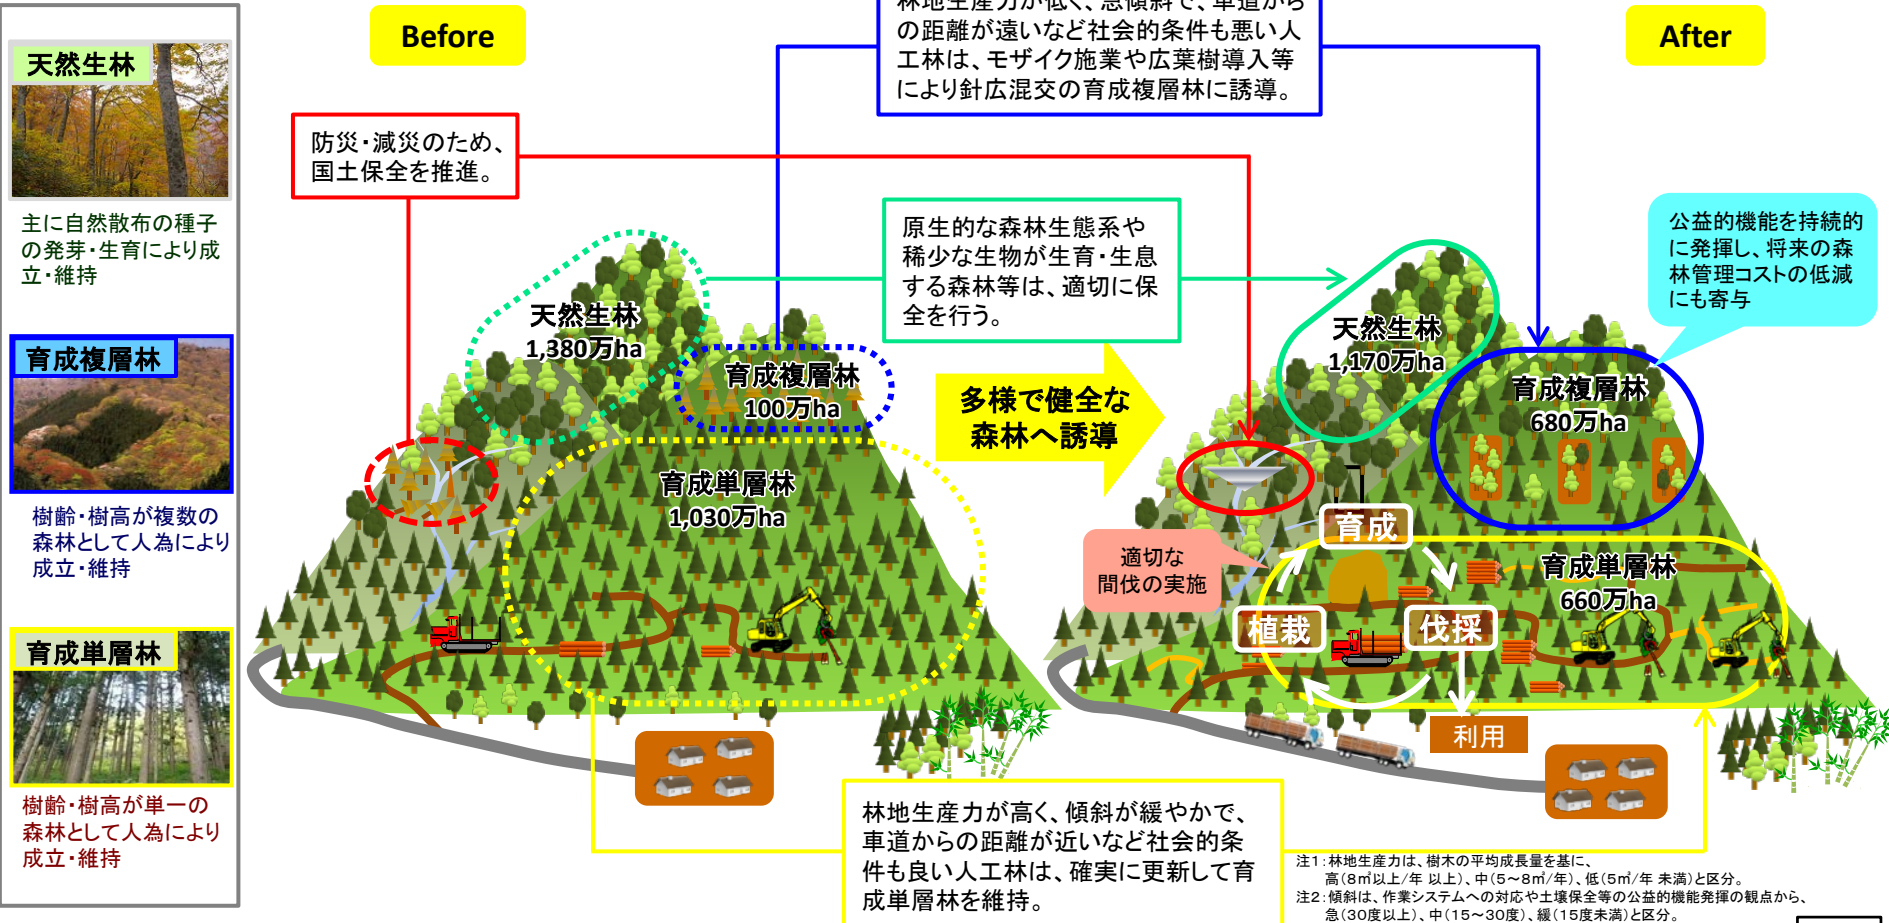 天然生林
主に自然散布の種子
の発芽・生育により成
立・維持
育成複層林
樹齢・樹高が複数の
森林として人為により
成立・維持
育成単層林
樹齢・樹高が単一の
森林として人為により
成立・維持
Before
林地生産力が低く、急傾斜で、車道から
の距離が遠いなど社会的条件も悪い人
工林は、モザイク施業や広葉樹導入等
により針広混交の育成複層林に誘導。
After
防災・減災のため、
国土保全を推進。
原生的な森林生態系や
稀少な生物が生育・生息
する森林等は、適切に保
全を行う。
公益的機能を持続的
に発揮し、将来の森
林管理コストの低減
にも寄与
天然生林
1,380万ha
育成複層林
100万ha
育成単層林
1,030万ha
多様で健全な
森林へ誘導
天然生林
1,170万ha
育成複層林
680万ha
適切な
間伐の実施
育成
植栽
伐採
利用
育成単層林
660万ha
林地生産力が高く、傾斜が緩やかで、
車道からの距離が近いなど社会的条
件も良い人工林は、確実に更新して育
成単層林を維持。
注1：林地生産力は、樹木の平均成長量を基に、
高(8㎥以上/年 以上)、中(5～8㎥/年)、低(5㎥/年 未満)と区分。
注2：傾斜は、作業システムへの対応や土壌保全等の公益的機能発揮の観点から、
急(30度以上)、中(15～30度)、緩(15度未満)と区分。